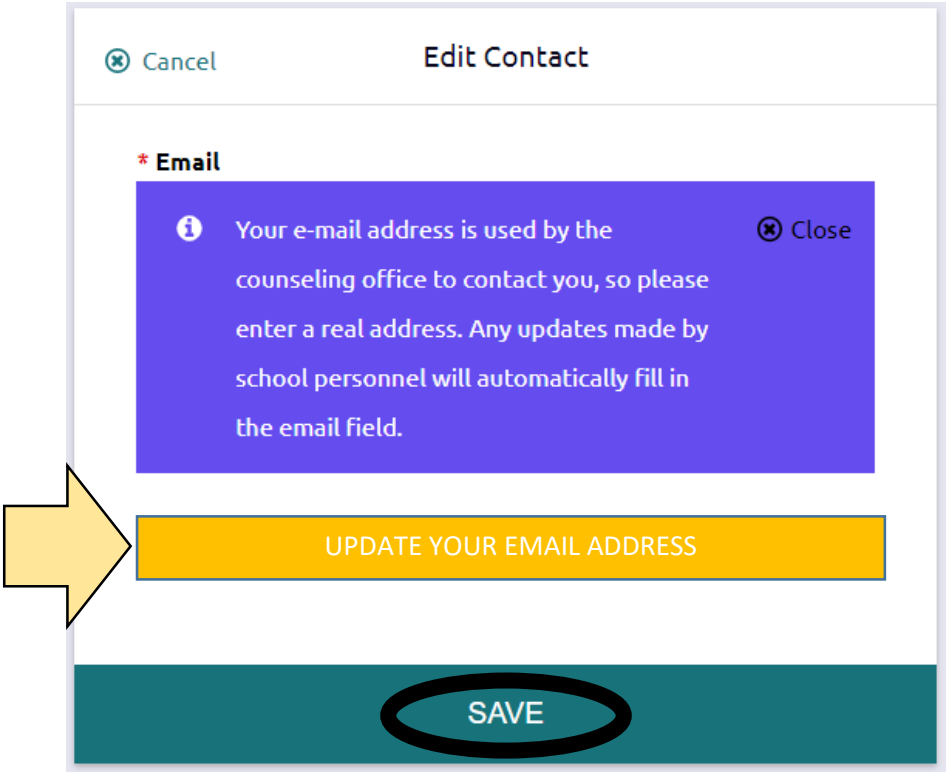 Cancel
Edit Contact
* Email
Your e-mail address is used by the
Close
counseling office to contact you, so please
enter a real address. Any updates made by
school personnel will automatically fill in
the email field.
UPDATE YOUR EMAIL ADDRESS
SAVE